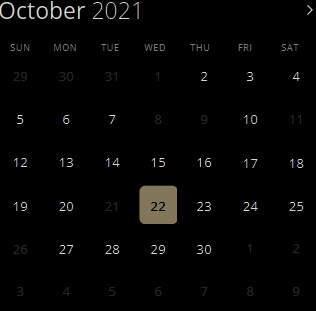 October 2021
SUN MON TUE WED THU FRI SAT
29 30 31 1 2 3 4
5 6 7 8 9 10 11
12 13 14 15 16 17 18
19 20 21 22 23 24 25
26 27 28 29 30 1 2
3 4 5 6 7 8 9